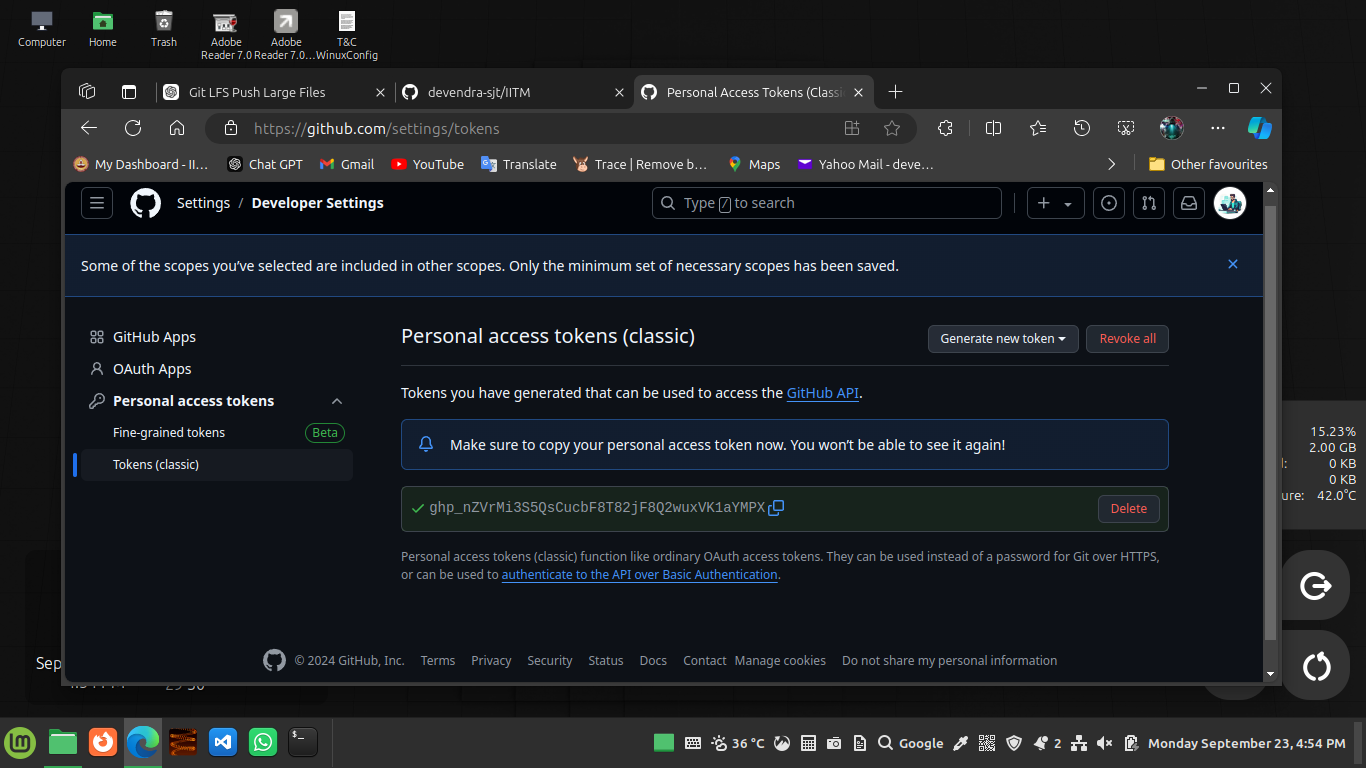 Computer
Home
Trash
Adobe Reader 7.0
Adobe Reader 7.0...
T&C WinuxConfig
Git LFS Push Large Files
devendra-sjt/IITM
Personal Access Tokens (Classi
https://github.com/settings/tokens
My Dashboard - II...
Chat GPT
Gmail
YouTube
Translate
Trace | Remove b...
Maps
Yahoo Mail - deve...
Other favourites
Settings / Developer Settings
Type / to search
Some of the scopes you’ve selected are included in other scopes. Only the minimum set of necessary scopes has been saved.
GitHub Apps
OAuth Apps
Personal access tokens
Fine-grained tokens
Beta
Tokens (classic)
Personal access tokens (classic)
Generate new token
Revoke all
Tokens you have generated that can be used to access the GitHub API.
Make sure to copy your personal access token now. You won’t be able to see it again!
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
Delete
Personal access tokens (classic) function like ordinary OAuth access tokens. They can be used instead of a password for Git over HTTPS,
or can be used to authenticate to the API over Basic Authentication.
© 2024 GitHub, Inc.
Terms
Privacy
Security
Status
Docs
Contact
Manage cookies
Do not share my personal information
15.23%
2.00 GB
0 KB
0 KB
ure: 42.0°C
Sep
36 °C
Google
2
Monday September 23, 4:54 PM